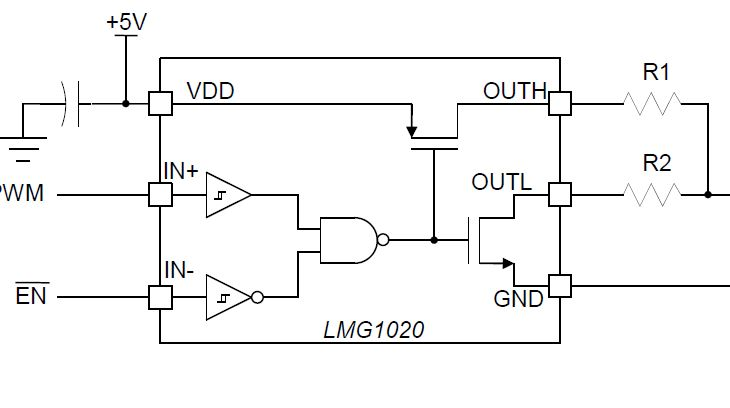 +5V
R1
VDD
OUTH
IN+
OUTL
R2
PWM
IN-
EN
GND
LMG1020